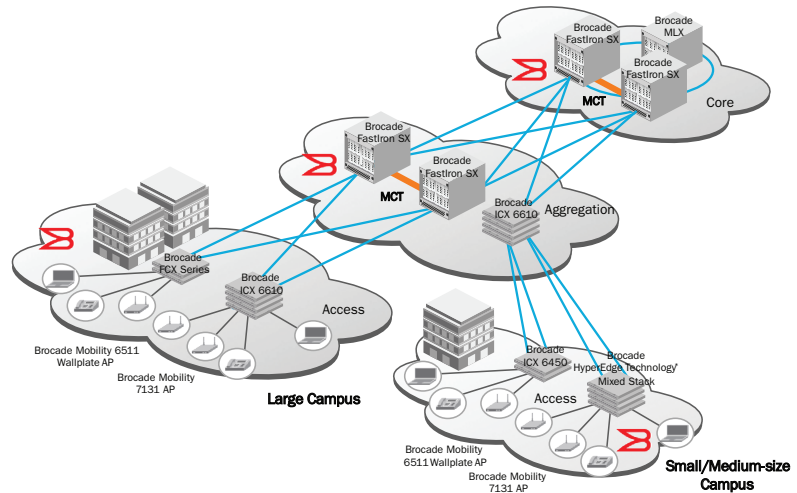 Brocade
FastIron SX
Brocade
MLX
Brocade
FastIron SX
MCT
Core
Brocade
FastIron SX
Brocade
FastIron SX
MCT
Brocade
ICX 6610
Aggregation
Brocade
FCX Series
Brocade
ICX 6610
Access
Brocade Mobility 6511
Wallplate AP
Brocade Mobility
7131 AP
Large Campus
Brocade
ICX 6450
Brocade
HyperEdge Technology®
Mixed Stack
Access
Brocade Mobility
6511 Wallplate AP
Brocade Mobility
7131 AP
Small/Medium-size
Campus